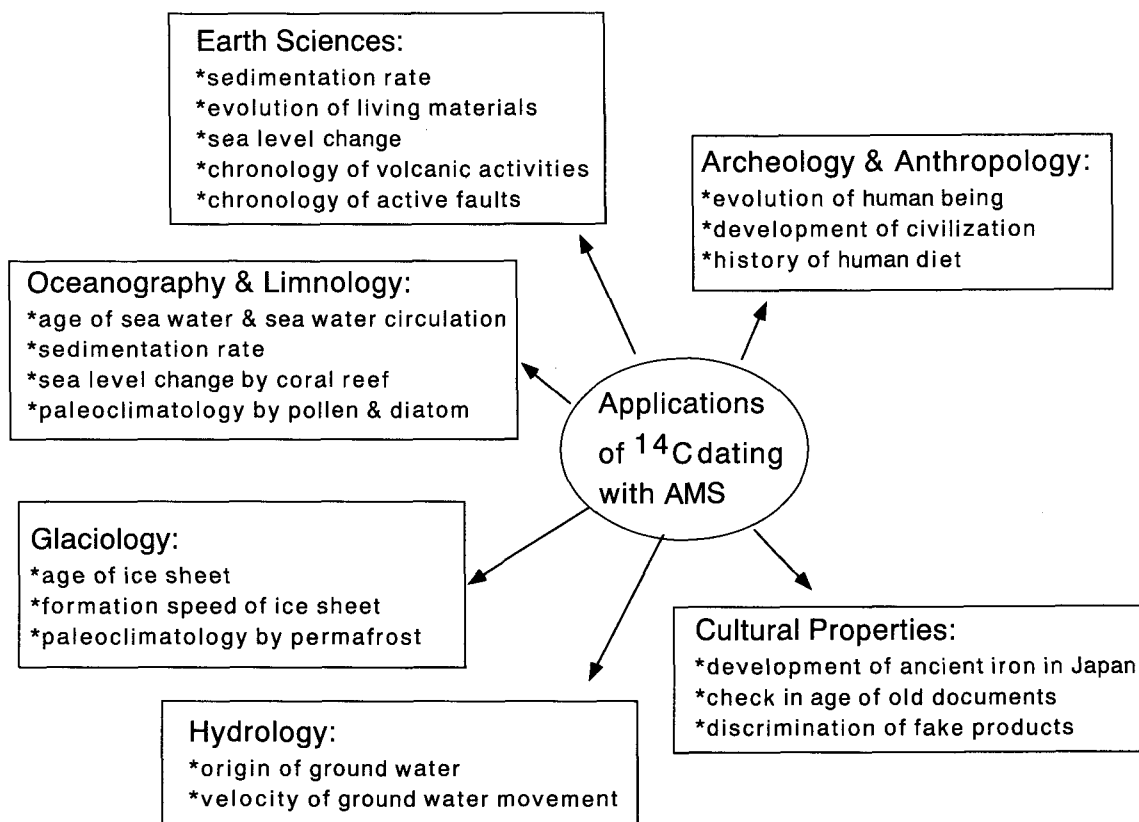 Earth Sciences:
*sedimentation rate
*evolution of living materials
*sea level change
*chronology of volcanic activities
*chronology of active faults
Archeology & Anthropology:
*evolution of human being
*development of civilization
*history of human diet
Oceanography & Limnology:
*age of sea water & sea water circulation
*sedimentation rate
*sea level change by coral reef
*paleoclimatology by pollen & diatom
Applications
of ¹⁴C dating
with AMS
Glaciology:
*age of ice sheet
*formation speed of ice sheet
*paleoclimatology by permafrost
Cultural Properties:
*development of ancient iron in Japan
*check in age of old documents
*discrimination of fake products
Hydrology:
*origin of ground water
*velocity of ground water movement